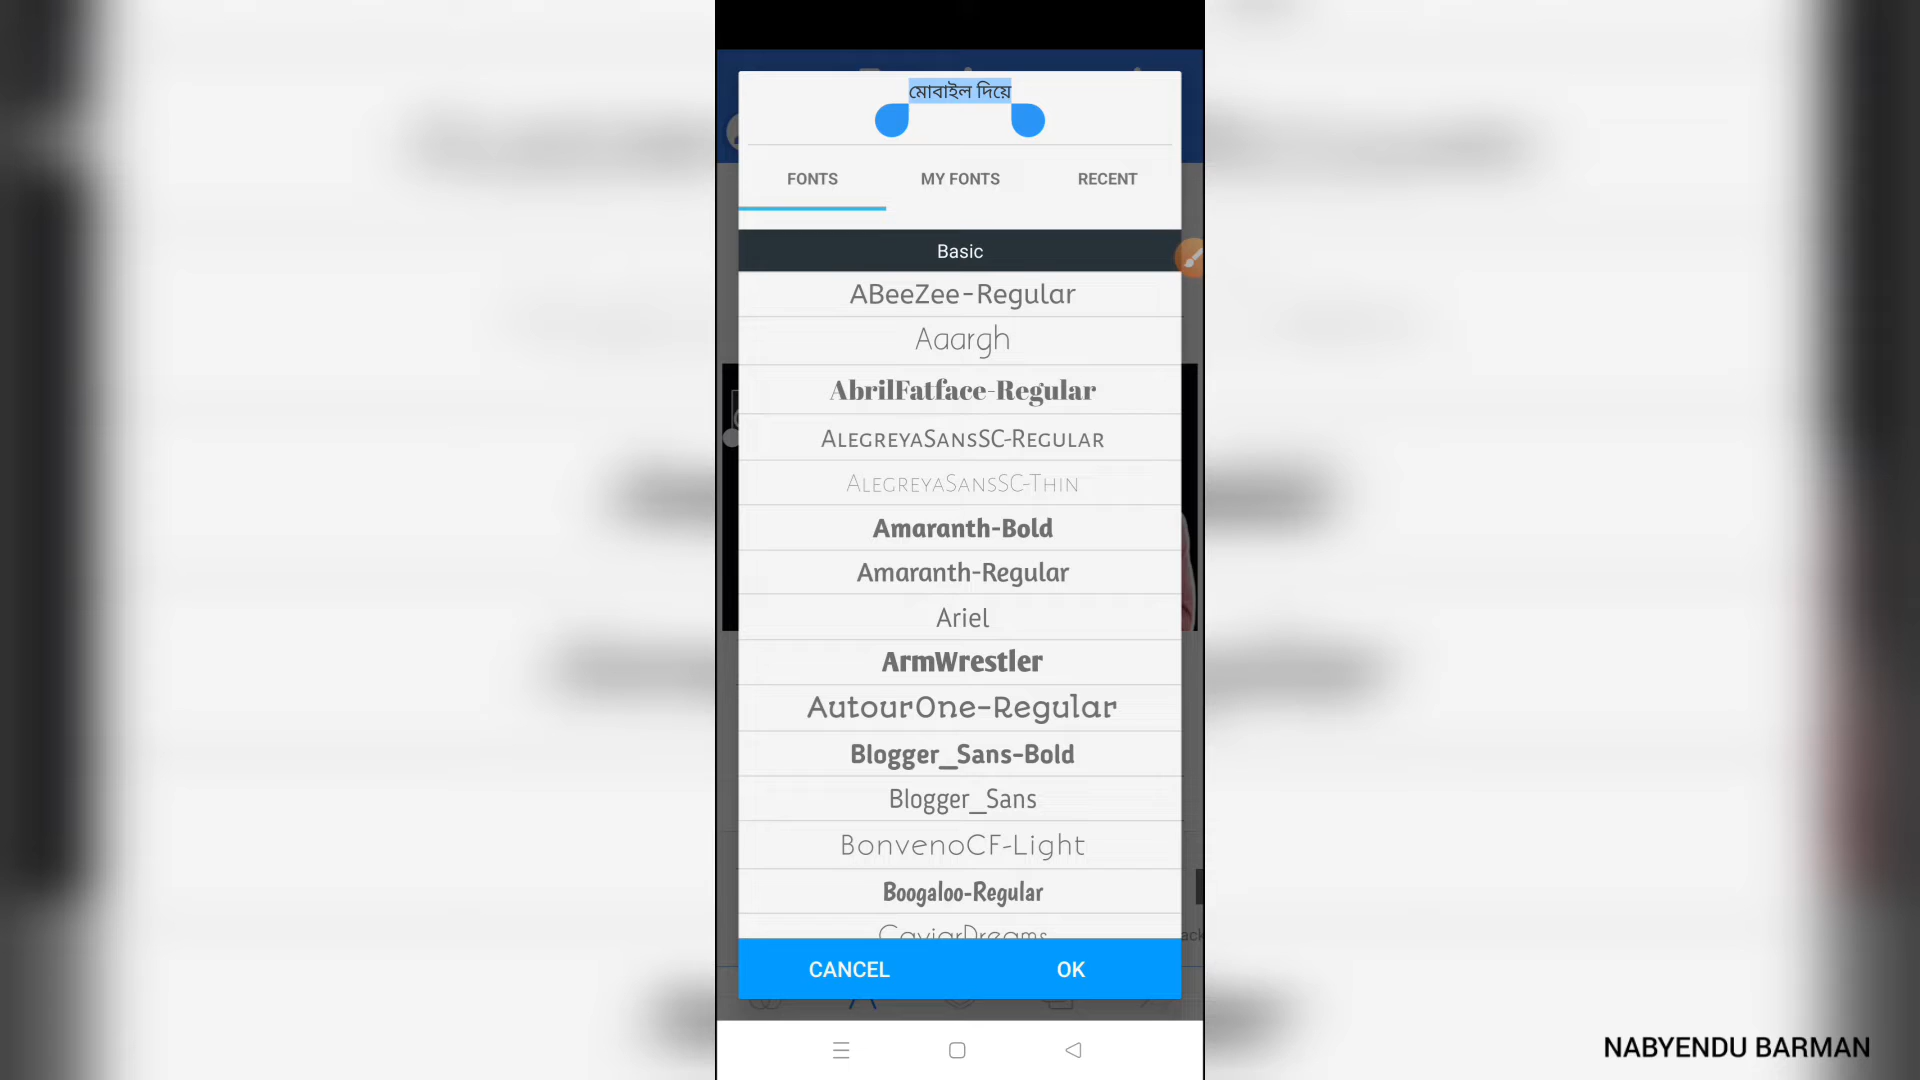 মোবাইল দিয়ে
FONTS
MY FONTS
RECENT
Basic
ABeeZee-Regular
Aaargh
AbrilFatface-Regular
AlegreyaSansSC-Regular
AlegreyaSansSC-Thin
Amaranth-Bold
Amaranth-Regular
Ariel
ArmWrestler
AutourOne-Regular
Blogger_Sans-Bold
Blogger_Sans
BonvenoCF-Light
Boogaloo-Regular
CaviarDreams
CANCEL
OK
NABYENDU BARMAN